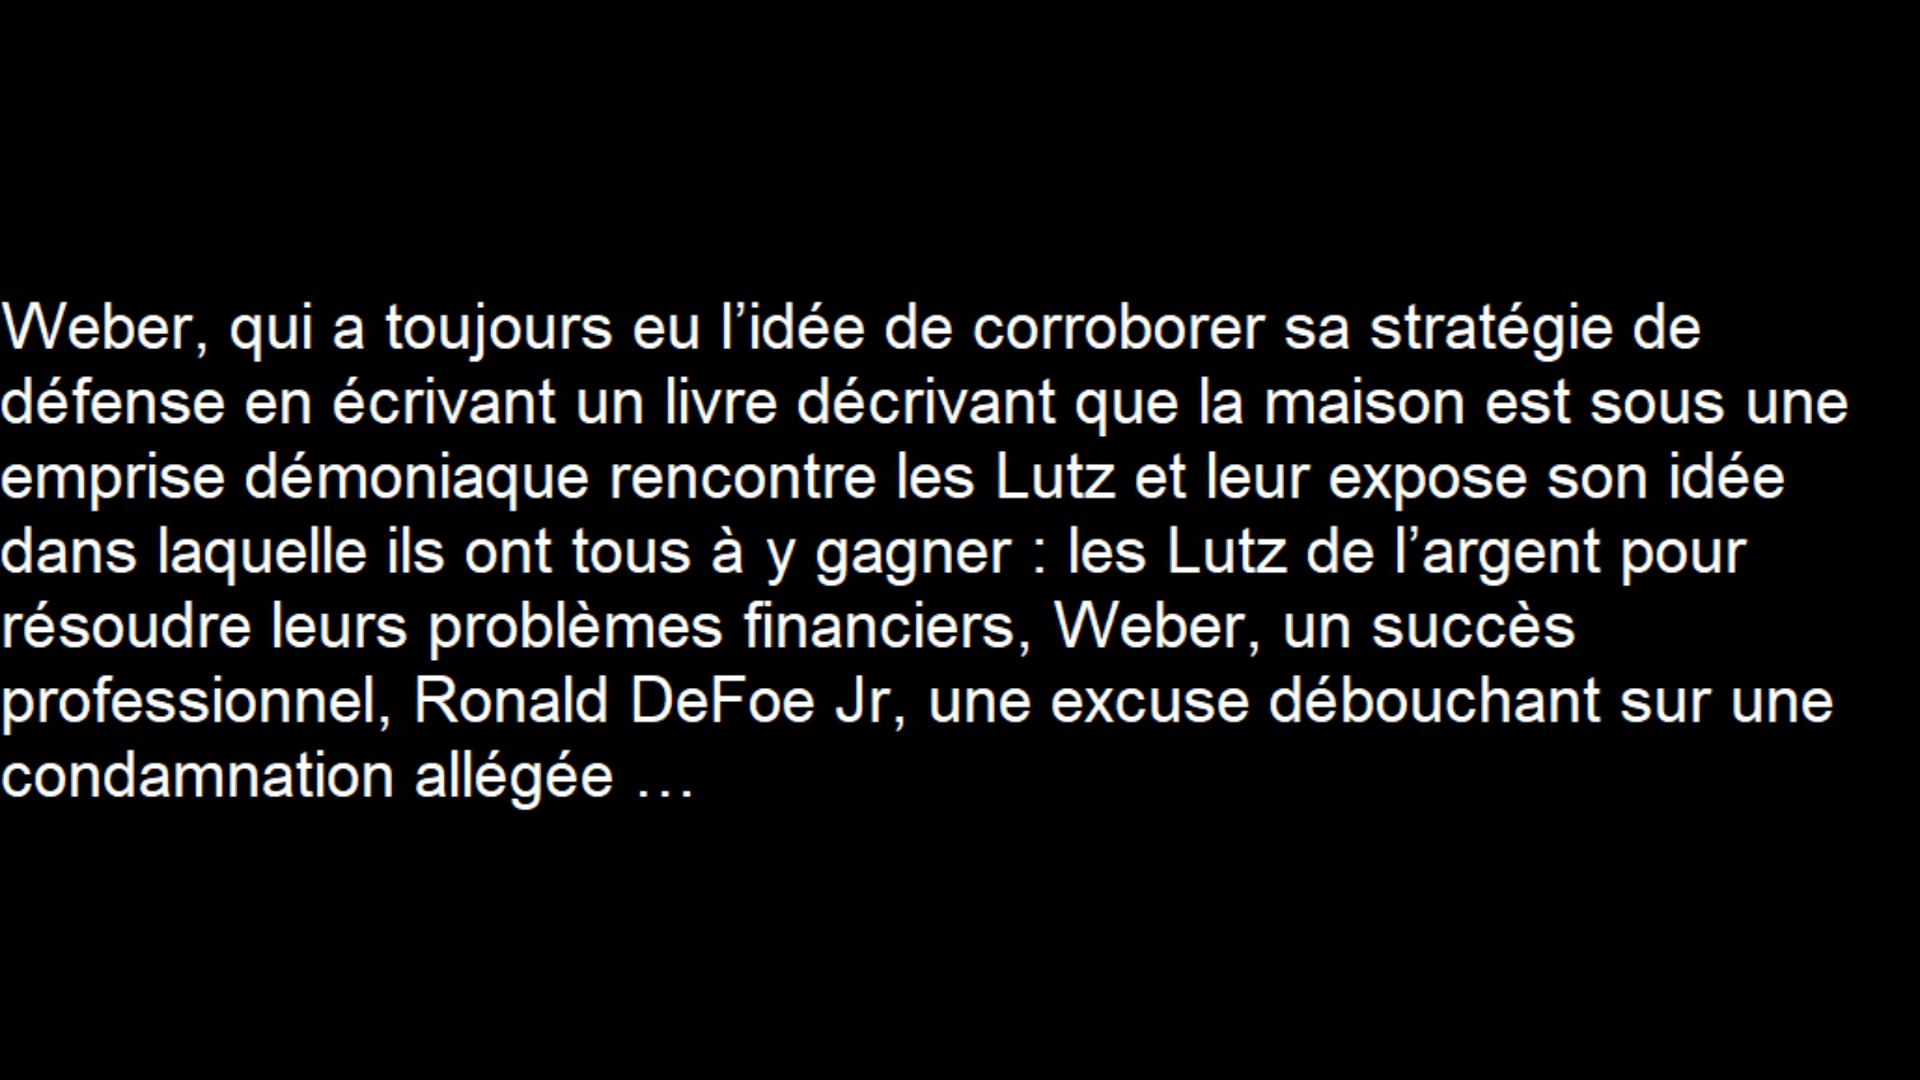 Weber, qui a toujours eu l’idée de corroborer sa stratégie de
défense en écrivant un livre décrivant que la maison est sous une
emprise démoniaque rencontre les Lutz et leur expose son idée
dans laquelle ils ont tous à y gagner : les Lutz de l’argent pour
résoudre leurs problèmes financiers, Weber, un succès
professionnel, Ronald DeFoe Jr, une excuse débouchant sur une
condamnation allégée …